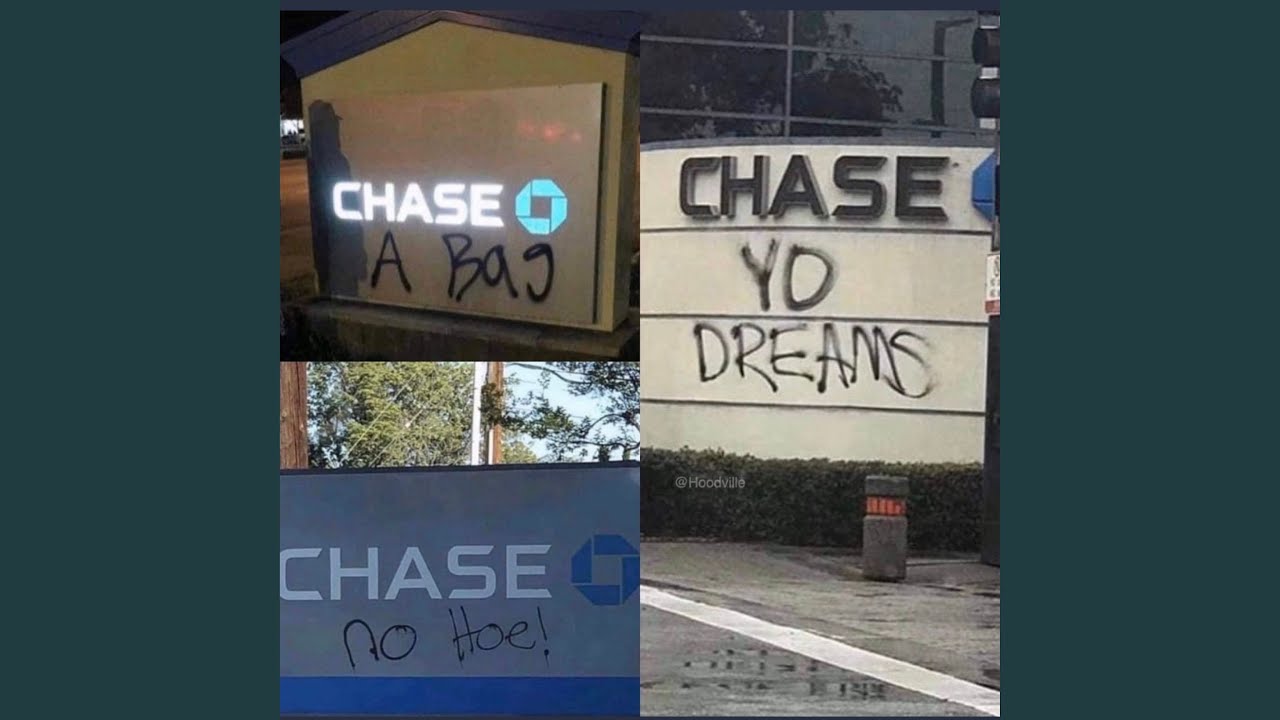 CHASE
A Bag
CHASE
YO
DREAMS
@Hoodville
CHASE
no Hoe!